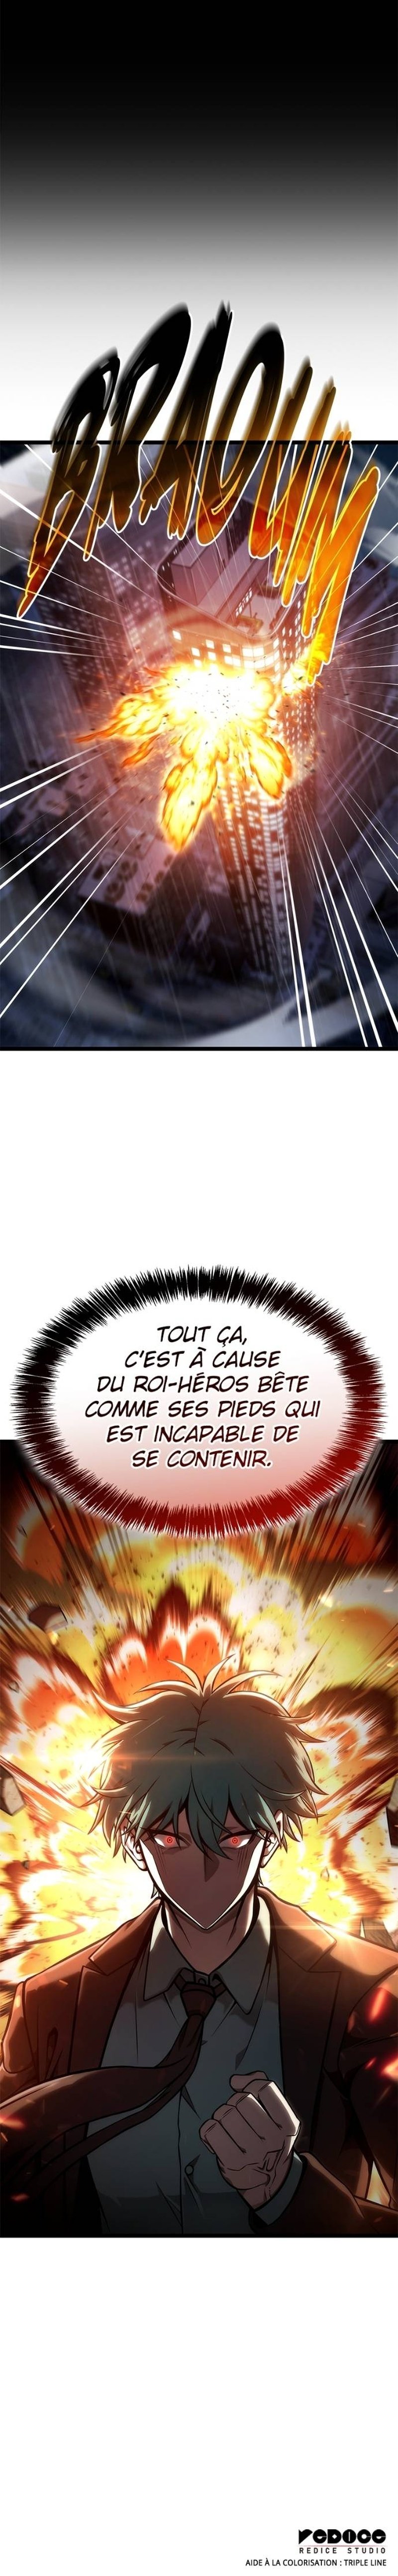 BRAOUM
TOUT ÇA,
C'EST À CAUSE
DU ROI-HÉROS BÊTE
COMME SES PIEDS QUI
EST INCAPABLE DE
SE CONTENIR.
REDICE
REDICE STUDIO
AIDE À LA COLORISATION : TRIPLE LINE